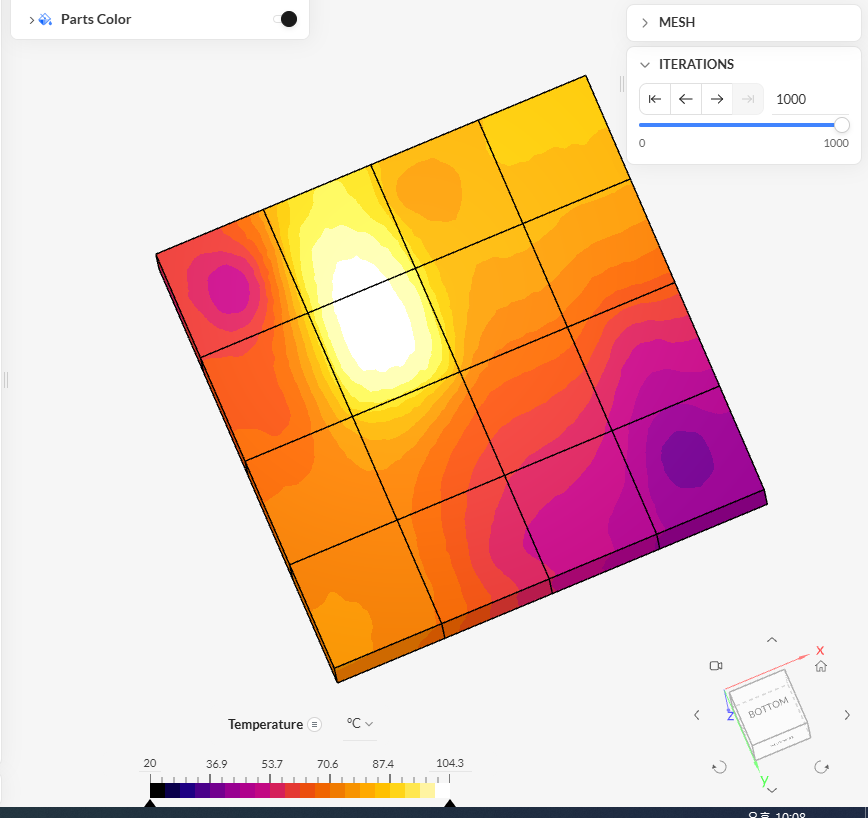 Parts Color
MESH
ITERATIONS
1000
0 1000
X
BOTTOM
Z
Y
Temperature °C
20 36.9 53.7 70.6 87.4 104.3